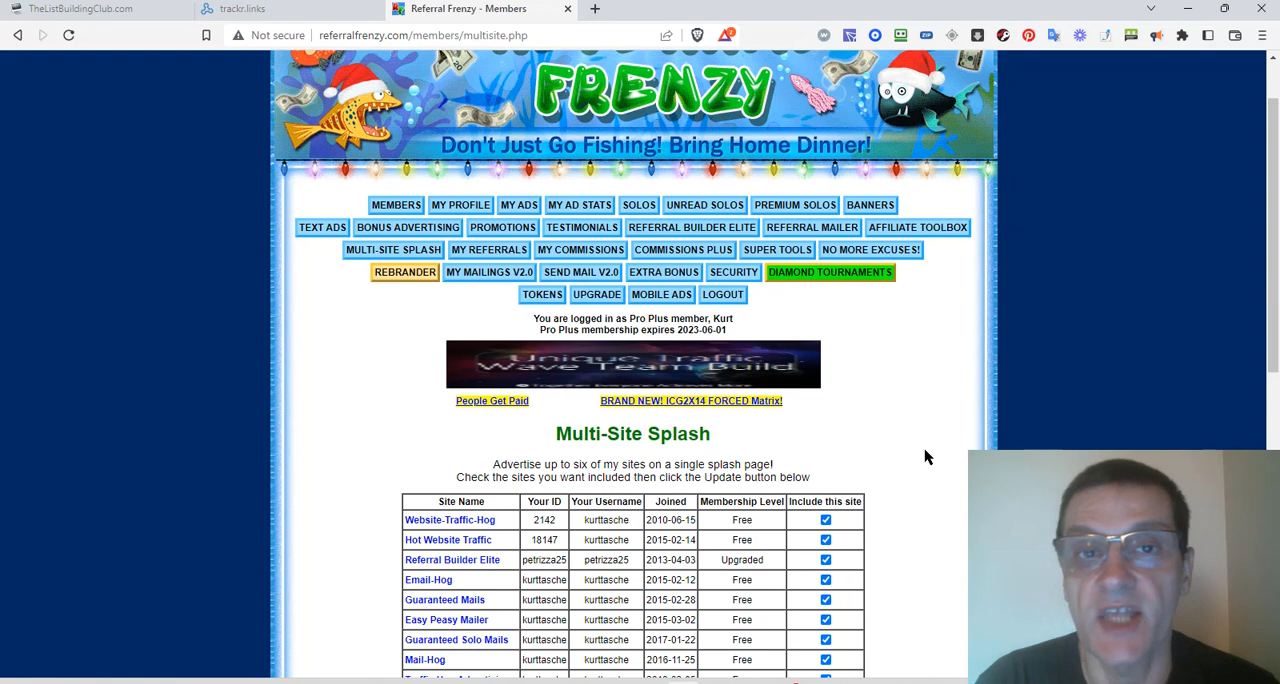 TheListBuildingClub.com
trackr.links
Referral Frenzy - Members
Not secure
referralfrenzy.com/members/multisite.php
ZIP
20
FRENZY
Don't Just Go Fishing! Bring Home Dinner!
MEMBERS MY PROFILE MY ADS MY AD STATS SOLOS UNREAD SOLOS PREMIUM SOLOS BANNERS
TEXT ADS BONUS ADVERTISING PROMOTIONS TESTIMONIALS REFERRAL BUILDER ELITE REFERRAL MAILER AFFILIATE TOOLBOX
MULTI-SITE SPLASH MY REFERRALS MY COMMISSIONS COMMISSIONS PLUS SUPER TOOLS NO MORE EXCUSES!
REBRANDER MY MAILINGS V2.0 SEND MAIL V2.0 EXTRA BONUS SECURITY DIAMOND TOURNAMENTS
TOKENS UPGRADE MOBILE ADS LOGOUT
You are logged in as Pro Plus member, Kurt
Pro Plus membership expires 2023-06-01
Unique Traffic
Wave Team Build
People Get Paid BRAND NEW! ICG2X14 FORCED Matrix!
Multi-Site Splash
Advertise up to six of my sites on a single splash page!
Check the sites you want included then click the Update button below
Site Name Your ID Your Username Joined Membership Level Include this site
Website-Traffic-Hog 2142 kurttasche 2010-06-15 Free
Hot Website Traffic 18147 kurttasche 2015-02-14 Free
Referral Builder Elite petrizza25 petrizza25 2013-04-03 Upgraded
Email-Hog kurttasche kurttasche 2015-02-12 Free
Guaranteed Mails kurttasche kurttasche 2015-02-28 Free
Easy Peasy Mailer kurttasche kurttasche 2015-03-02 Free
Guaranteed Solo Mails kurttasche kurttasche 2017-01-22 Free
Mail-Hog kurttasche kurttasche 2016-11-25 Free